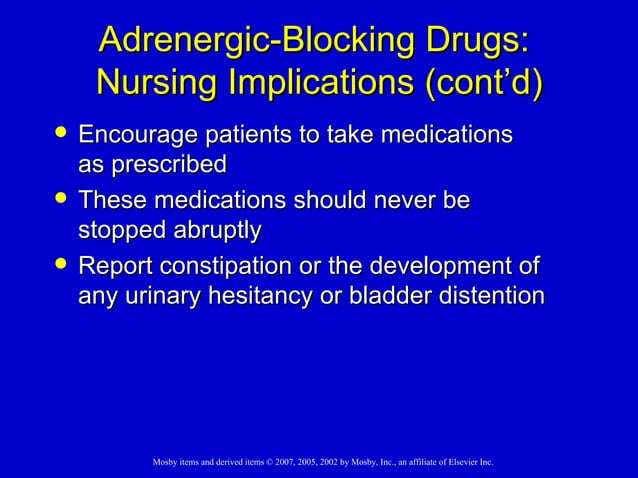 Adrenergic-Blocking Drugs:
Nursing Implications (cont’d)
• Encourage patients to take medications
as prescribed
• These medications should never be
stopped abruptly
• Report constipation or the development of
any urinary hesitancy or bladder distention
Mosby items and derived items © 2007, 2005, 2002 by Mosby, Inc., an affiliate of Elsevier Inc.